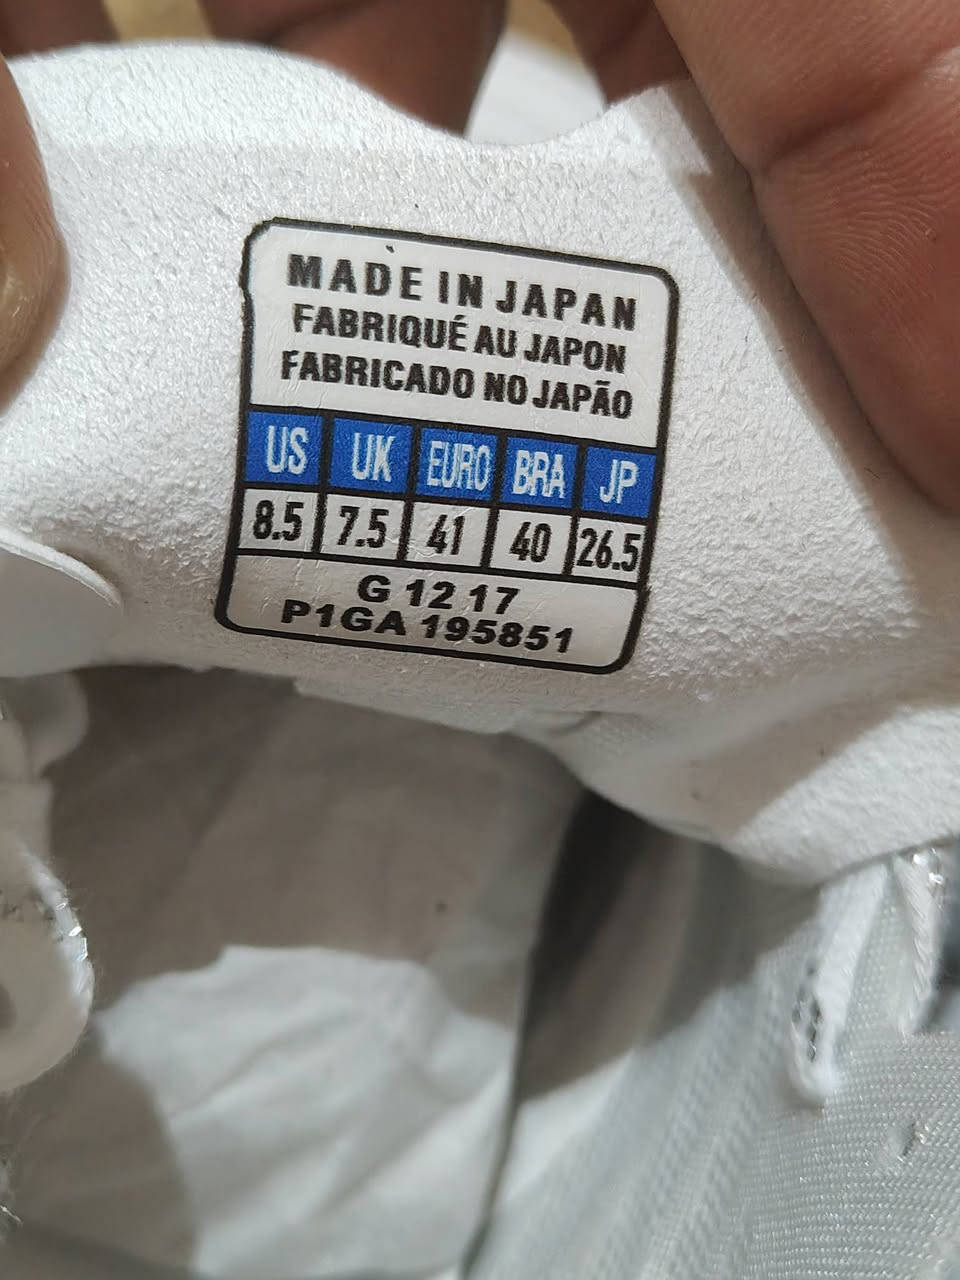 MADE IN JAPAN
FABRIQUÉ AU JAPON
FABRICADO NO JAPÃO
US UK EURO BRA JP
8.5 7.5 41 40 26.5
G 12 17
P1GA 195851